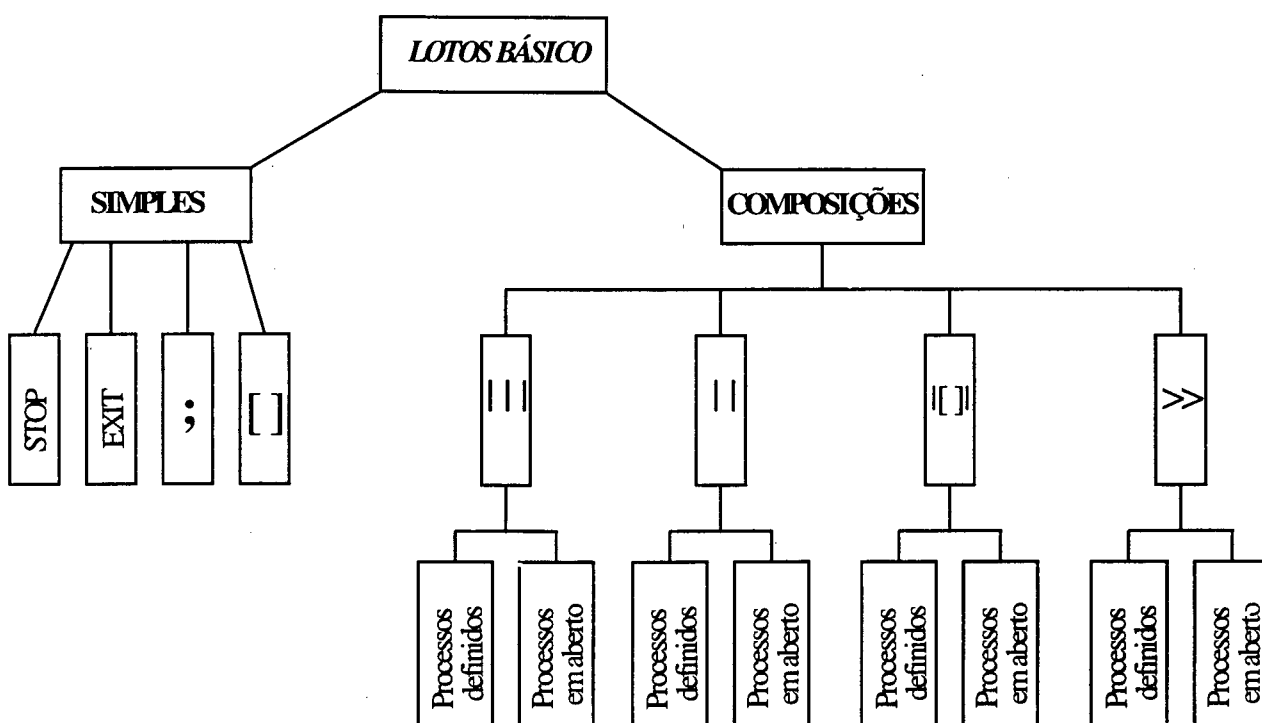 LOTOS BÁSICO
SIMPLES
COMPOSIÇÕES
STOP
EXIT
;
[ ]
|||
||
|[ ]|
>>
Processos
definidos
Processos
em aberto
Processos
definidos
Processos
em aberto
Processos
definidos
Processos
em aberto
Processos
definidos
Processos
em aberto